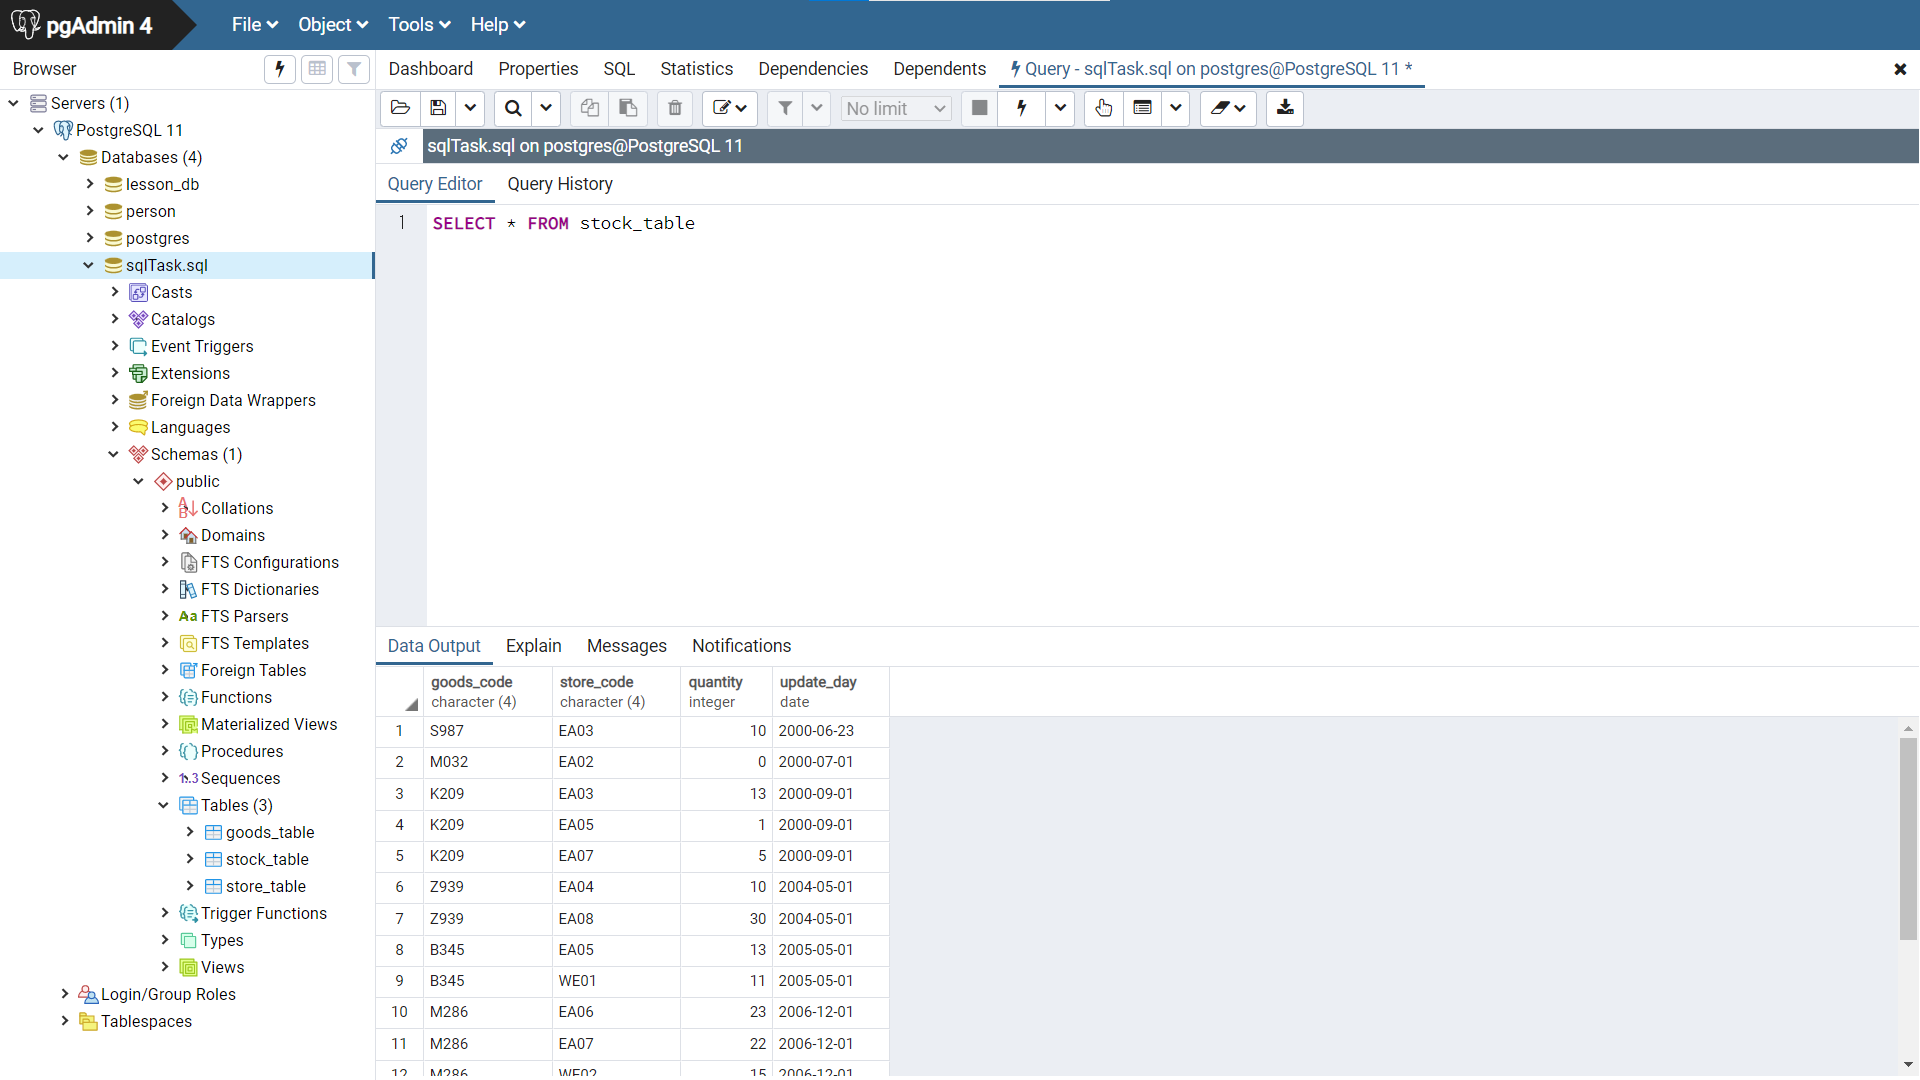 pgAdmin 4
File Object Tools Help
Browser
Dashboard Properties SQL Statistics Dependencies Dependents Query - sqlTask.sql on postgres@PostgreSQL 11 *
No limit
sqlTask.sql on postgres@PostgreSQL 11
Query Editor Query History
1 SELECT * FROM stock_table
Servers (1)
PostgreSQL 11
Databases (4)
lesson_db
person
postgres
sqlTask.sql
Casts
Catalogs
Event Triggers
Extensions
Foreign Data Wrappers
Languages
Schemas (1)
public
Collations
Domains
FTS Configurations
FTS Dictionaries
Aa FTS Parsers
FTS Templates
Foreign Tables
Functions
Materialized Views
Procedures
1..3 Sequences
Tables (3)
goods_table
stock_table
store_table
Trigger Functions
Types
Views
Login/Group Roles
Tablespaces
Data Output Explain Messages Notifications
goods_code store_code quantity update_day
character (4) character (4) integer date
1 S987 EA03 10 2000-06-23
2 M032 EA02 0 2000-07-01
3 K209 EA03 13 2000-09-01
4 K209 EA05 1 2000-09-01
5 K209 EA07 5 2000-09-01
6 Z939 EA04 10 2004-05-01
7 Z939 EA08 30 2004-05-01
8 B345 EA05 13 2005-05-01
9 B345 WE01 11 2005-05-01
10 M286 EA06 23 2006-12-01
11 M286 EA07 22 2006-12-01
12 M286 WE02 15 2006-12-01